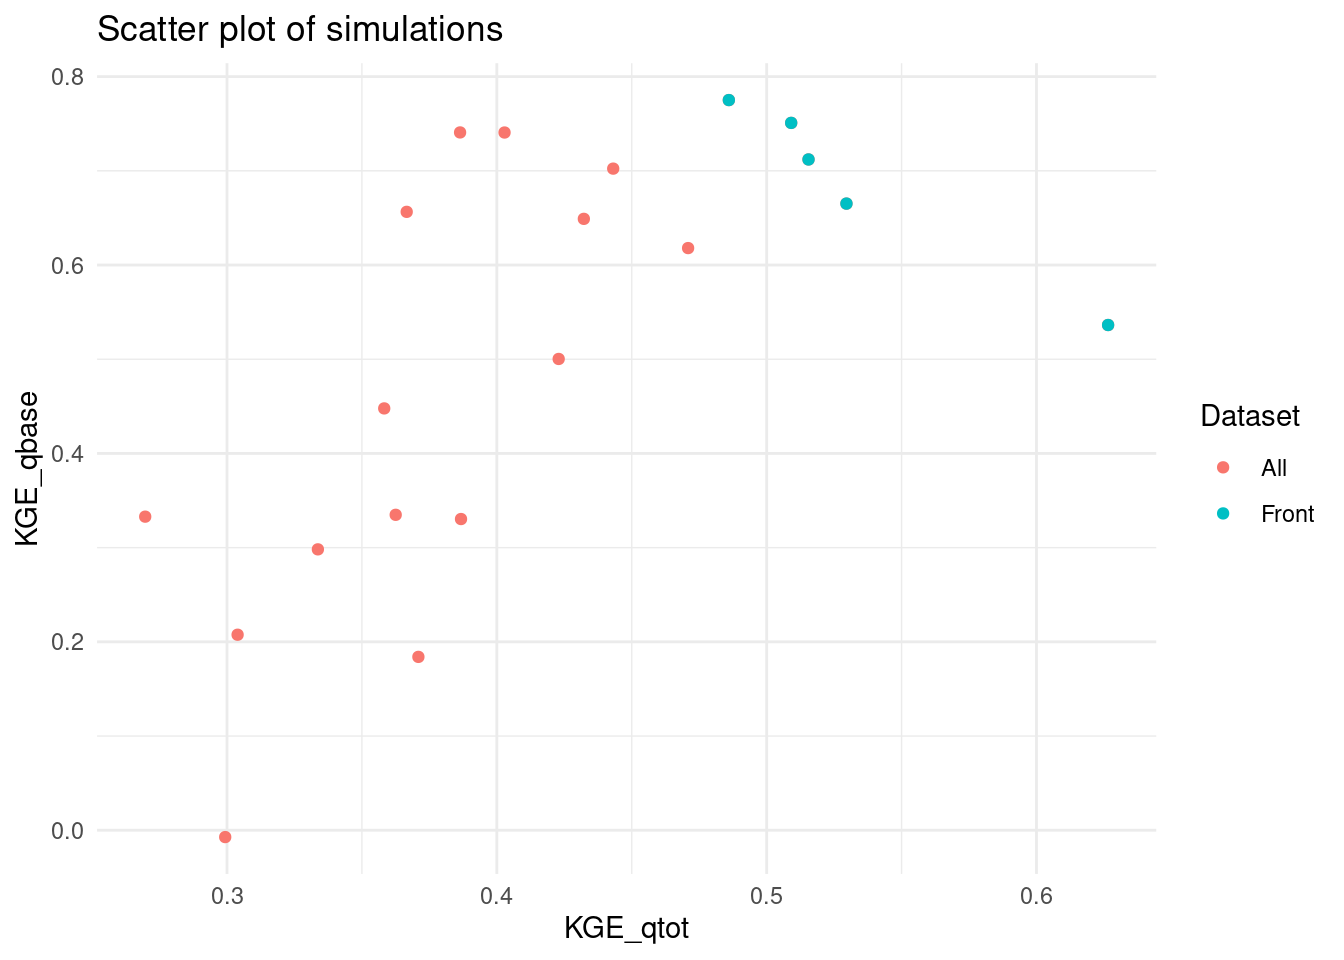 Scatter plot of simulations
0.8
0.6
0.4
0.2
0.0
KGE_qbase
0.3 0.4 0.5 0.6
KGE_qtot
Dataset
All
Front